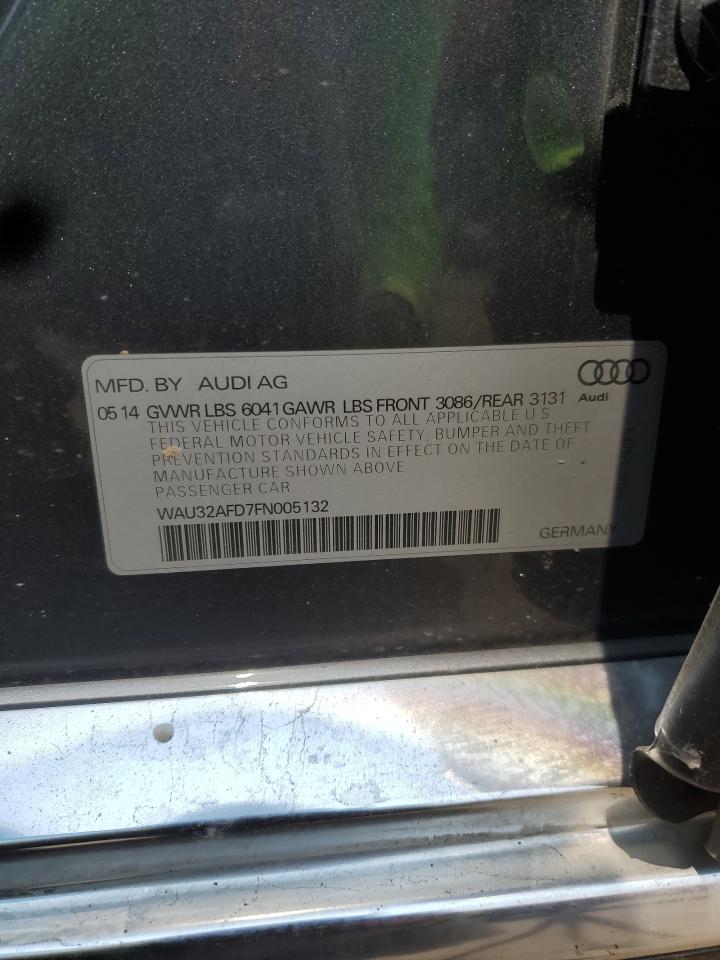 MFD. BY AUDI AG
Audi
05 14 GVWR LBS 6041 GAWR LBS FRONT 3086/REAR 3131
THIS VEHICLE CONFORMS TO ALL APPLICABLE U S
FEDERAL MOTOR VEHICLE SAFETY, BUMPER AND THEFT
PREVENTION STANDARDS IN EFFECT ON THE DATE OF
MANUFACTURE SHOWN ABOVE
PASSENGER CAR
WAU32AFD7FN005132
GERMANY